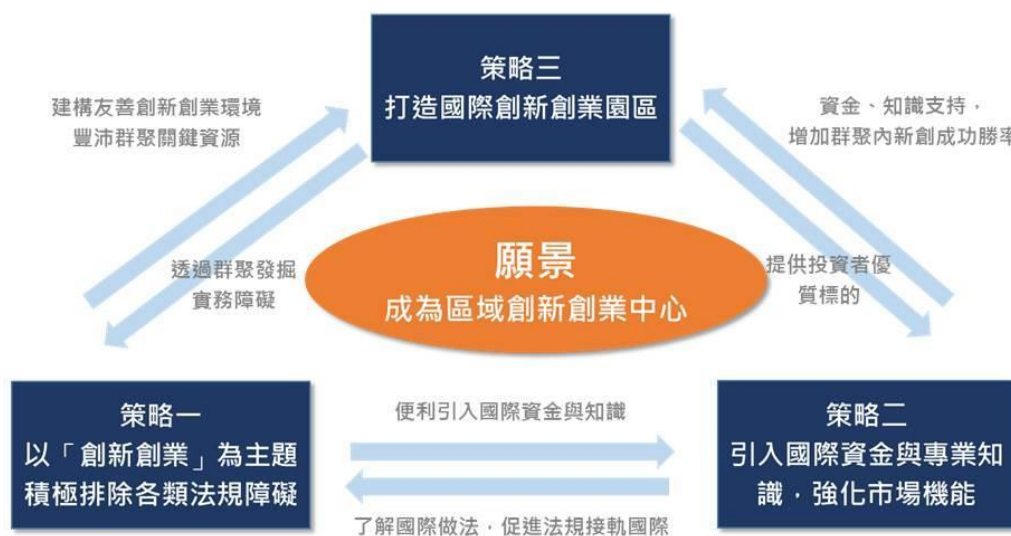 策略三
打造國際創新創業園區
建構友善創新創業環境
豐沛群聚關鍵資源
資金、知識支持，
增加群聚內新創成功勝率
透過群聚發掘
實務障礙
願景
成為區域創新創業中心
提供投資者優
質標的
策略一
以「創新創業」為主題
積極排除各類法規障礙
便利引入國際資金與知識
了解國際做法，促進法規接軌國際
策略二
引入國際資金與專業知
識，強化市場機能